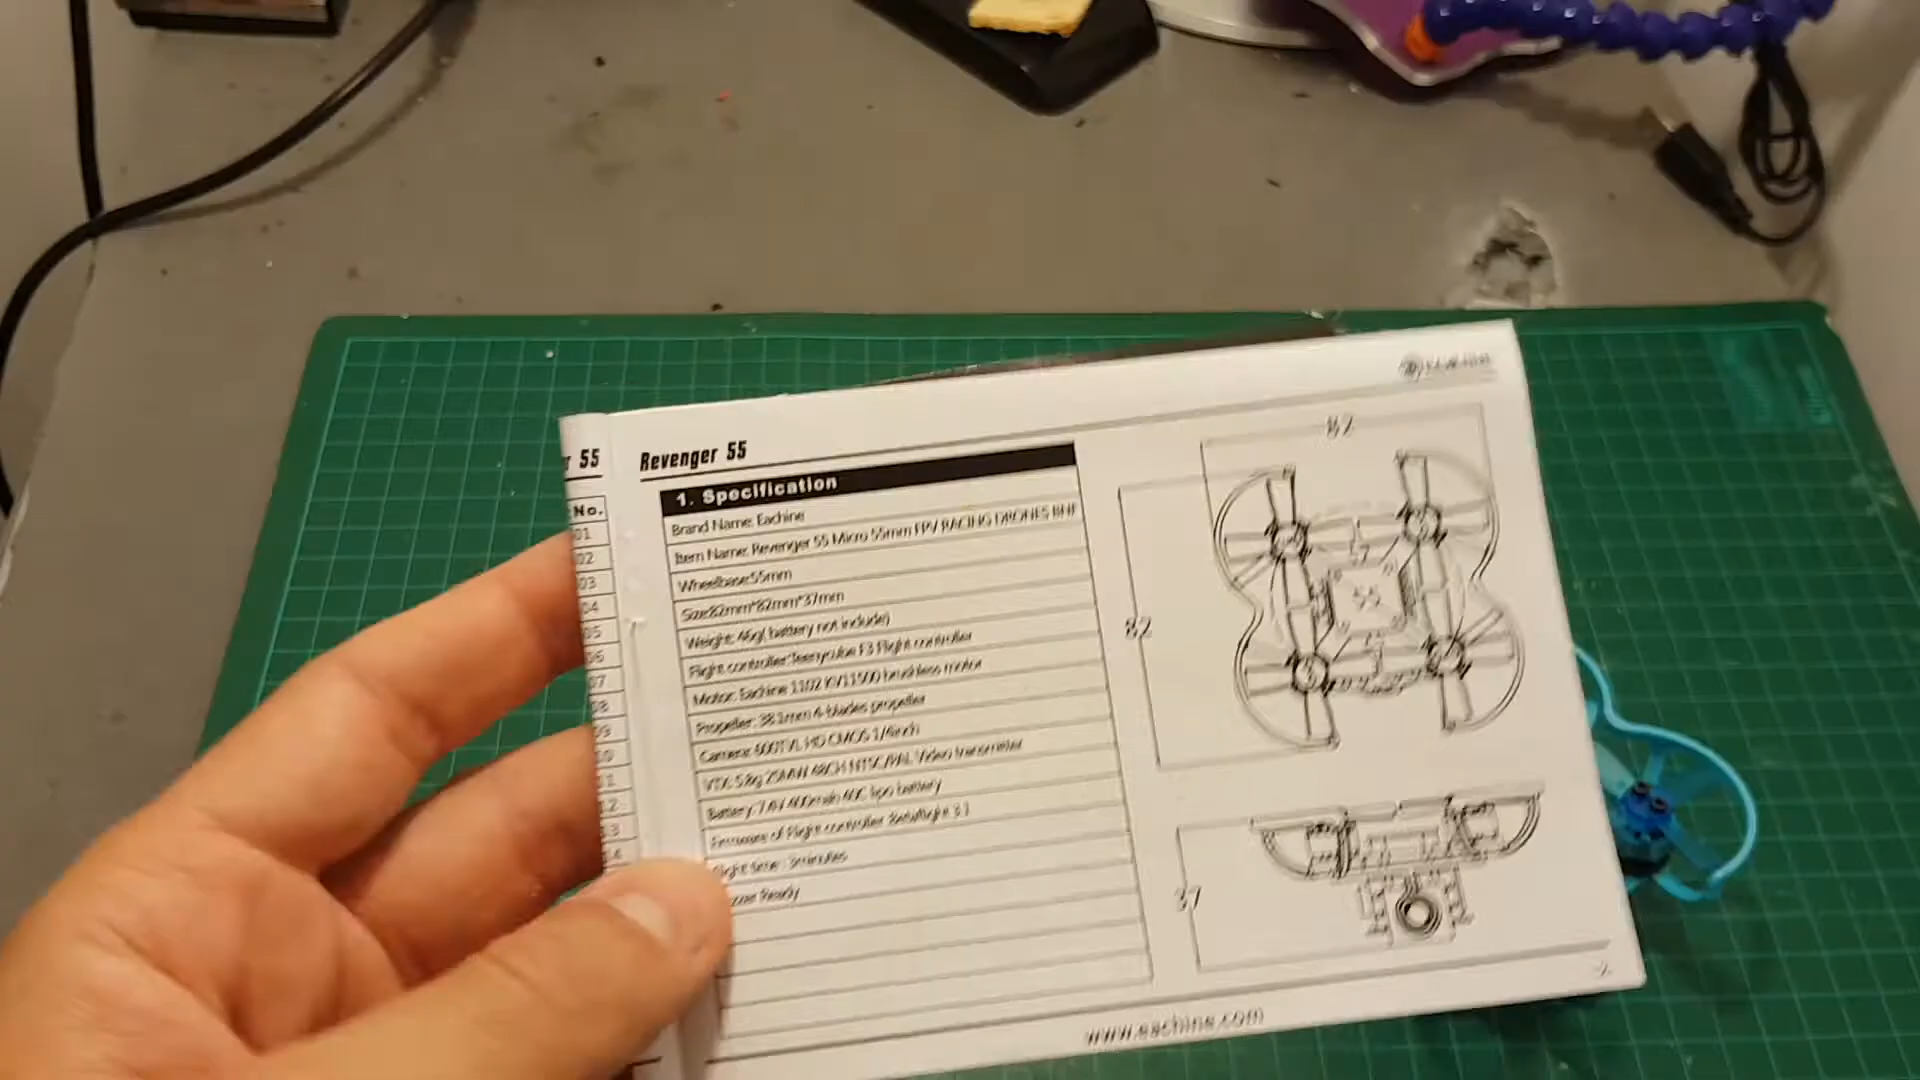 r 55
No.
01
02
03
04
05
06
07
08
09
10
11
12
13
14
Revenger 55
1. Specification
Brand Name: Eachine
Item Name: Revenger 55 Micro 55mm FPV RACING DRONES BNF
Wheelbase:55mm
Size:82mm*82mm*37mm
Weight: 46g( battery not include)
Flight controller:Teenycube F3 Flight controller
Motor: Eachine 1102 KV11500 brushless motor
Propeller: 38.1mm 4-blades propeller
Camera: 600TVL HD CMOS 1/4inch
VTX: 5.8g 25MW 48CH NTSC/PAL Video transmitter
Battery: 7.4V 400mah 40C lipo battery
Firmware of Flight controller: Betaflight 3.1
light time : 3minutes
Ready
82
82
55
37
EACHINE
www.eachine.com
2